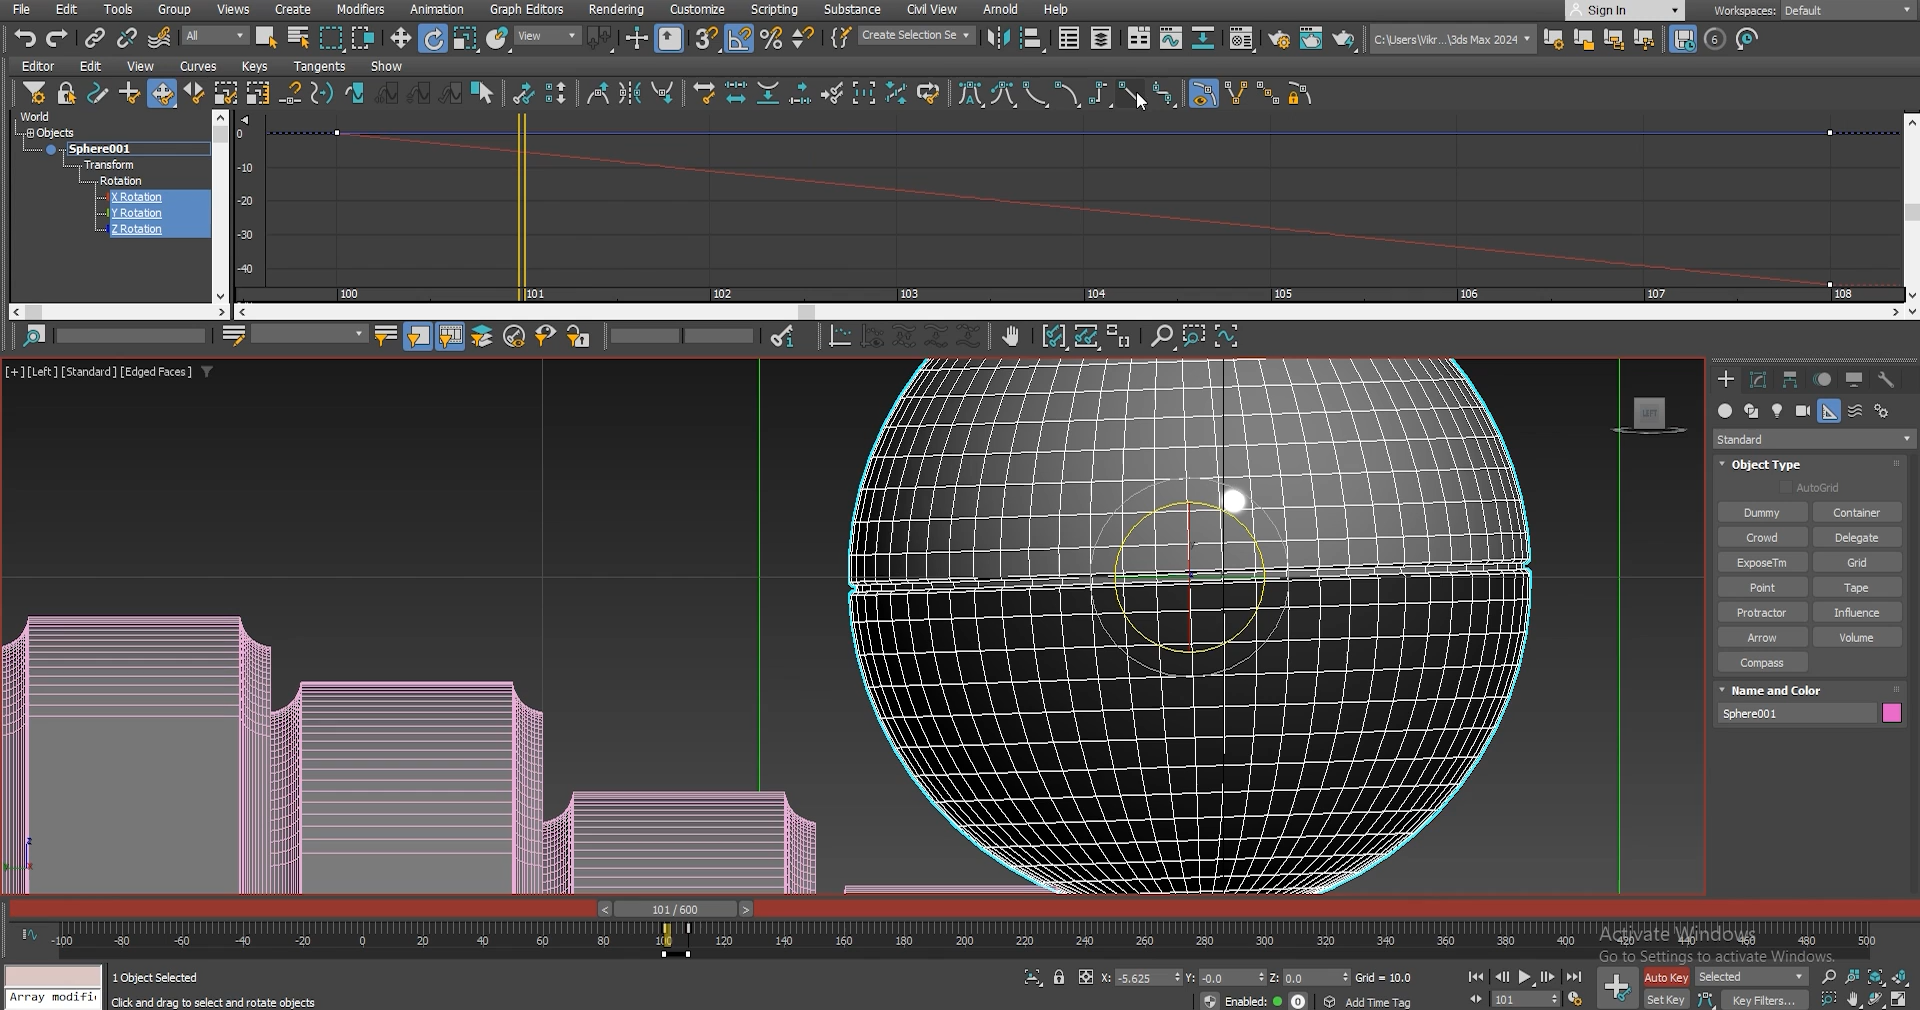 File Edit Tools Group Views Create Modifiers Animation Graph Editors Rendering Customize Scripting Substance Civil View Arnold Help Sign In Workspaces: Default
All View Create Selection Se C:\Users\Vikr...\3ds Max 2024 6
Editor Edit View Curves Keys Tangents Show
World
Objects
Sphere001
Transform
Rotation
X Rotation
Y Rotation
Z Rotation
0
-10
-20
-30
-40
100 101 102 103 104 105 106 107 108
[+] [Left] [Standard] [Edged Faces]
LEFT
Standard
Object Type
AutoGrid
Dummy Container
Crowd Delegate
ExposeTm Grid
Point Tape
Protractor Influence
Arrow Volume
Compass
Name and Color
Sphere001
z
x
< 101 / 600 >
-100 -80 -60 -40 -20 0 20 40 60 80 100 120 140 160 180 200 220 240 260 280 300 320 340 360 380 400 420 440 460 480 500
Activate Windows
Go to Settings to activate Windows.
1 Object Selected X: -5.625 Y: -0.0 Z: 0.0 Grid = 10.0 Auto Key Selected
Array modifi Click and drag to select and rotate objects Enabled: 0 Add Time Tag 101 Set Key Key Filters...